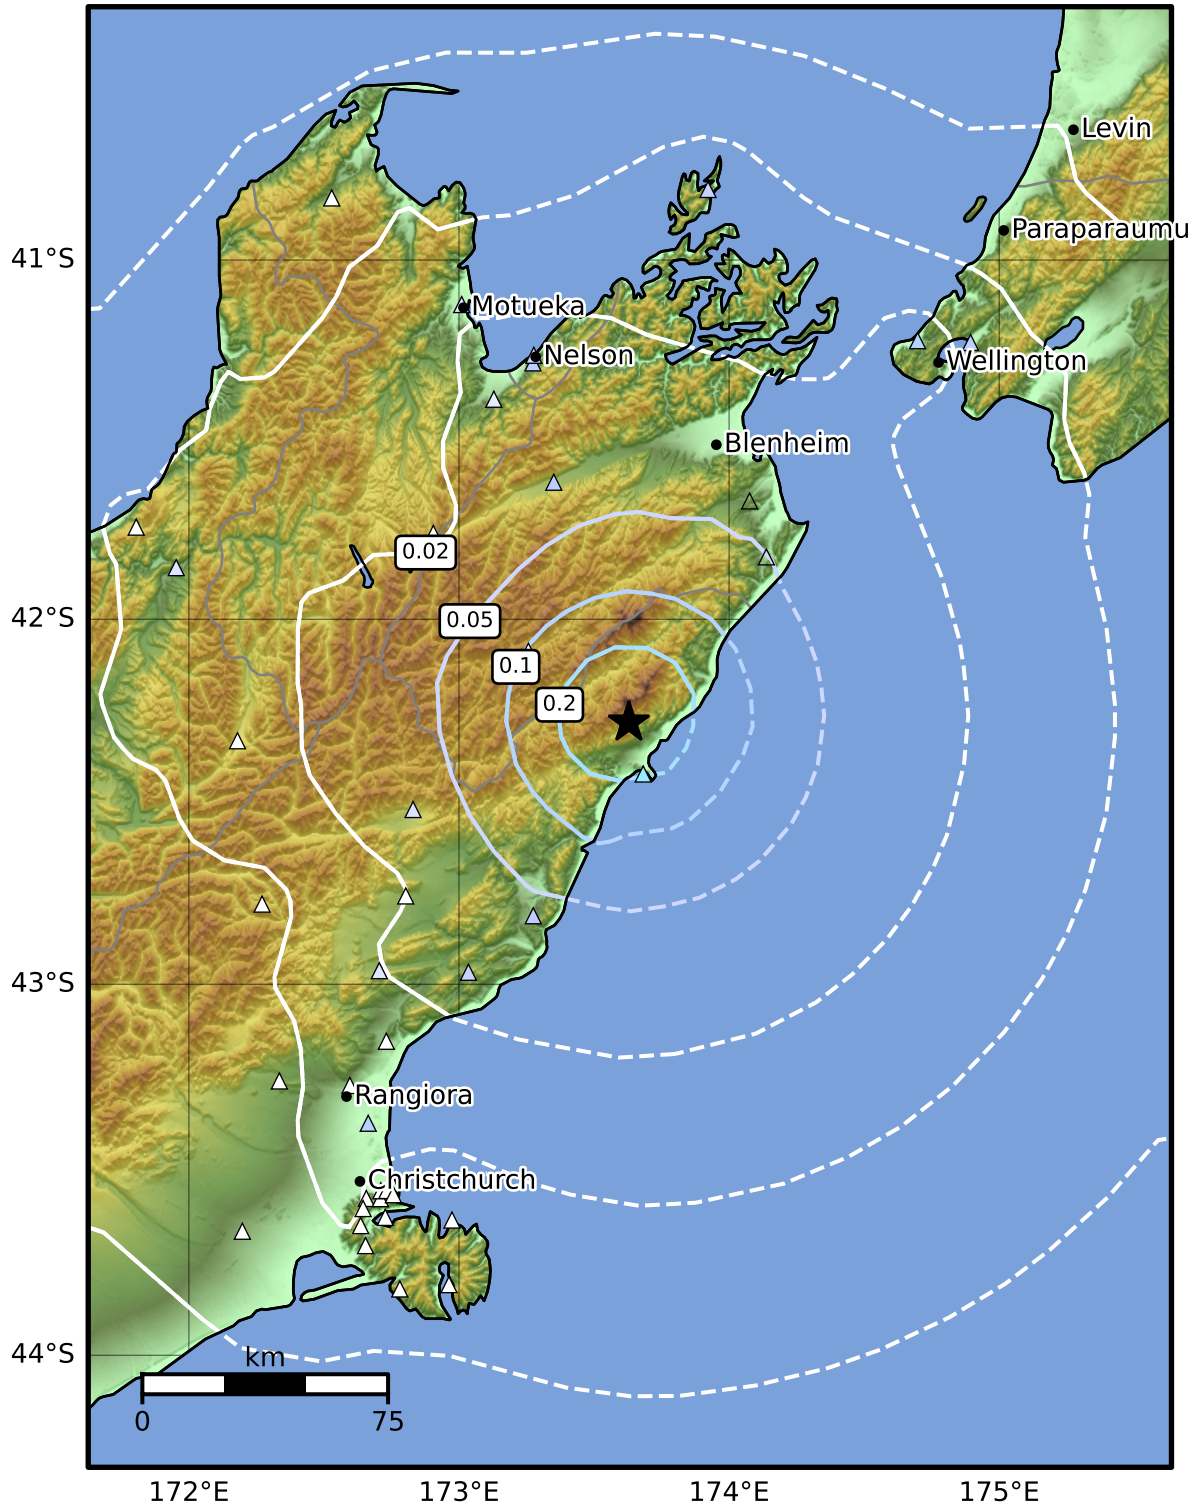 Levin
Paraparaumu
41°S
Motueka
Nelson
Wellington
Blenheim
0.02
42°S
0.05
0.1
0.2
43°S
Rangiora
Christchurch
44°S
km
0
75
172°E
173°E
174°E
175°E